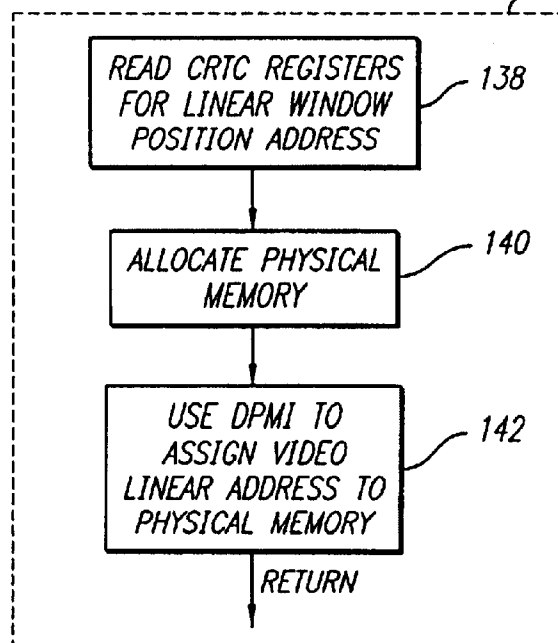 READ CRTC REGISTERS
FOR LINEAR WINDOW
POSITION ADDRESS
138
ALLOCATE PHYSICAL
MEMORY
140
USE DPMI TO
ASSIGN VIDEO
LINEAR ADDRESS TO
PHYSICAL MEMORY
142
RETURN